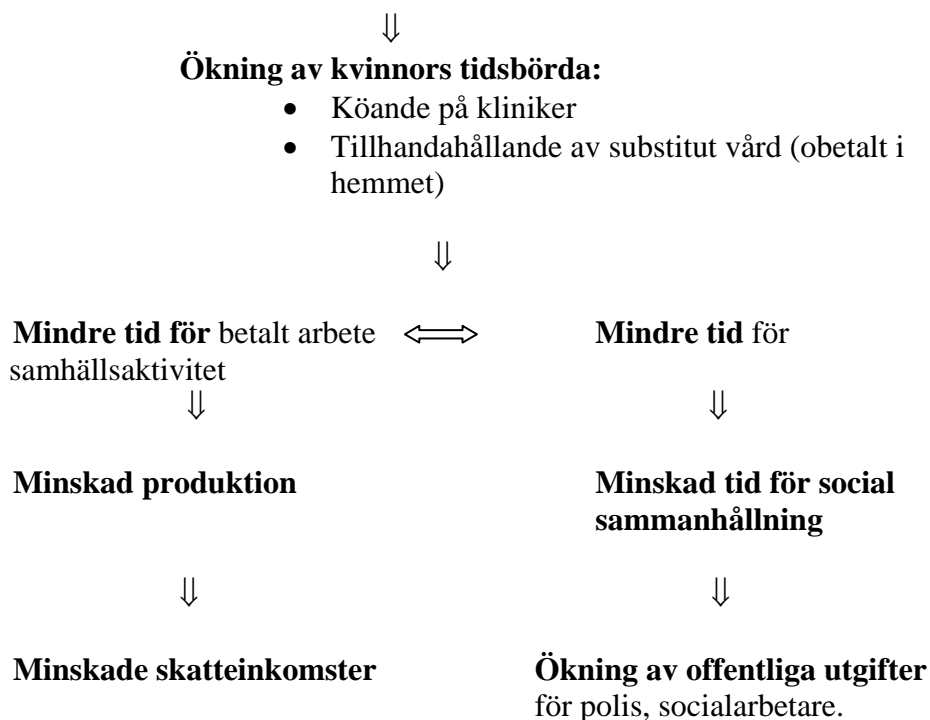 ⇓
Ökning av kvinnors tidsbörda:
• Köande på kliniker
• Tillhandahållande av substitut vård (obetalt i
hemmet)
⇓
Mindre tid för betalt arbete ⇔ Mindre tid för
samhällsaktivitet
⇓ ⇓
Minskad produktion Minskad tid för social
sammanhållning
⇓ ⇓
Minskade skatteinkomster Ökning av offentliga utgifter
för polis, socialarbetare.